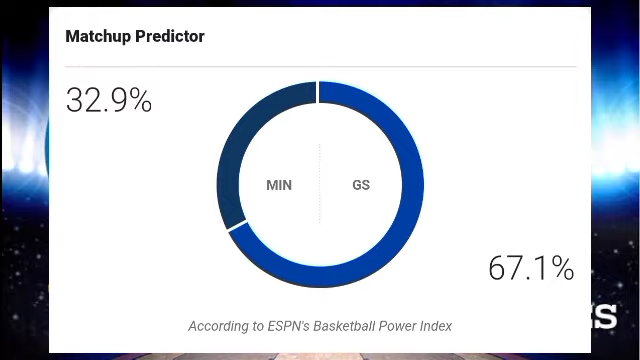 Matchup Predictor
32.9%
MIN
GS
67.1%
According to ESPN's Basketball Power Index